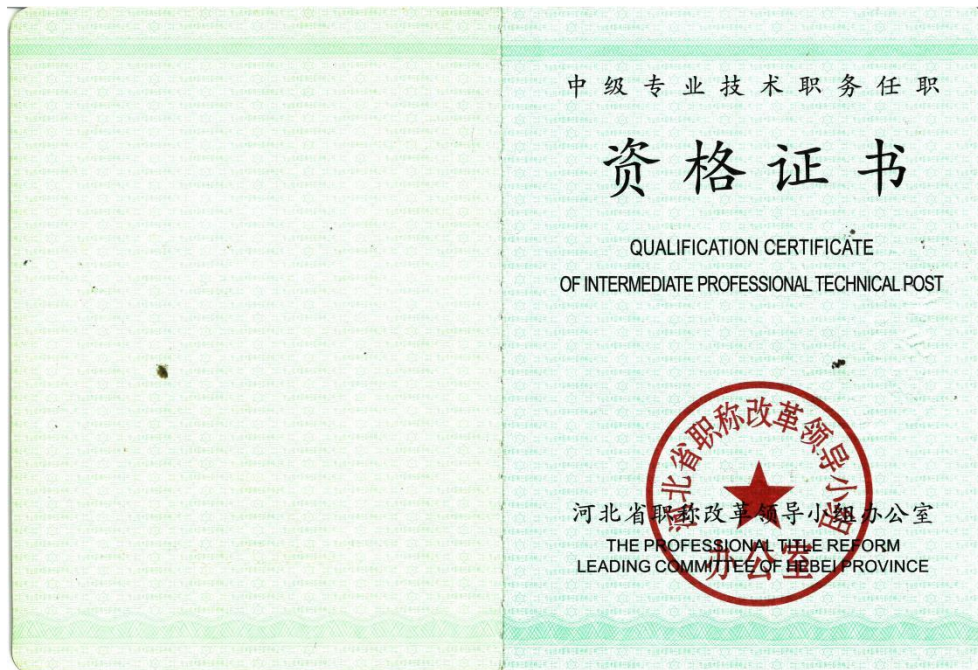 中级专业技术职务任职
资格证书
QUALIFICATION CERTIFICATE
OF INTERMEDIATE PROFESSIONAL TECHNICAL POST
河北省职称改革领导小组
办公室
河北省职称改革领导小组办公室
THE PROFESSIONAL TITLE REFORM
LEADING COMMITTEE OF HEBEI PROVINCE